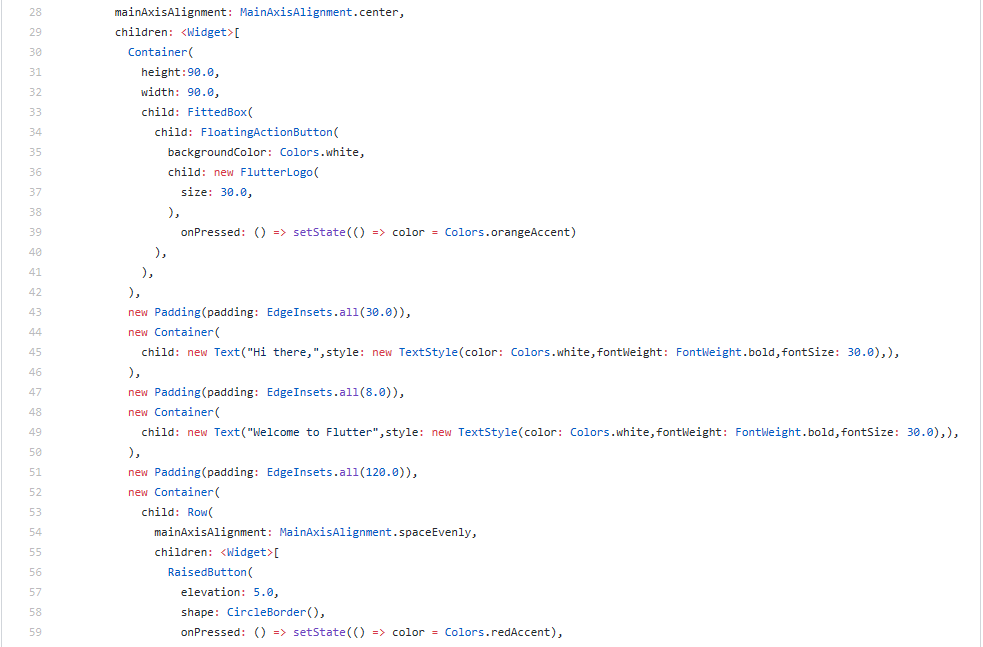 28 mainAxisAlignment: MainAxisAlignment.center,
29 children: <Widget>[
30 Container(
31 height:90.0,
32 width: 90.0,
33 child: FittedBox(
34 child: FloatingActionButton(
35 backgroundColor: Colors.white,
36 child: new FlutterLogo(
37 size: 30.0,
38 ),
39 onPressed: () => setState(() => color = Colors.orangeAccent)
40 ),
41 ),
42 ),
43 new Padding(padding: EdgeInsets.all(30.0)),
44 new Container(
45 child: new Text("Hi there,",style: new TextStyle(color: Colors.white,fontWeight: FontWeight.bold,fontSize: 30.0),),
46 ),
47 new Padding(padding: EdgeInsets.all(8.0)),
48 new Container(
49 child: new Text("Welcome to Flutter",style: new TextStyle(color: Colors.white,fontWeight: FontWeight.bold,fontSize: 30.0),),
50 ),
51 new Padding(padding: EdgeInsets.all(120.0)),
52 new Container(
53 child: Row(
54 mainAxisAlignment: MainAxisAlignment.spaceEvenly,
55 children: <Widget>[
56 RaisedButton(
57 elevation: 5.0,
58 shape: CircleBorder(),
59 onPressed: () => setState(() => color = Colors.redAccent),